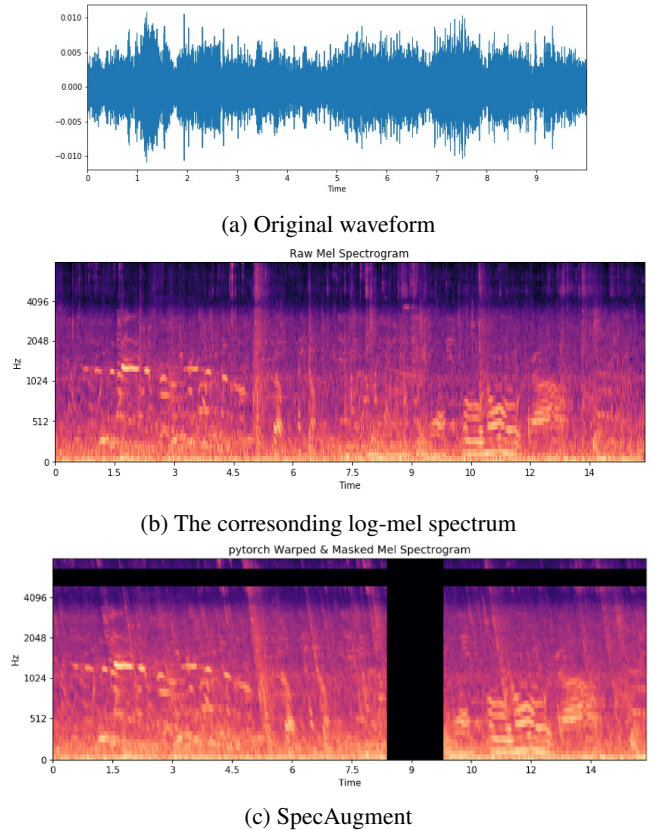 0.010
0.005
0.000
−0.005
−0.010
0 1 2 3 4 5 6 7 8 9
Time
(a) Original waveform
Raw Mel Spectrogram
4096
2048
1024
512
0
Hz
0 1.5 3 4.5 6 7.5 9 10 12 14
Time
(b) The corresonding log-mel spectrum
pytorch Warped & Masked Mel Spectrogram
4096
2048
1024
512
0
Hz
0 1.5 3 4.5 6 7.5 9 10 12 14
Time
(c) SpecAugment